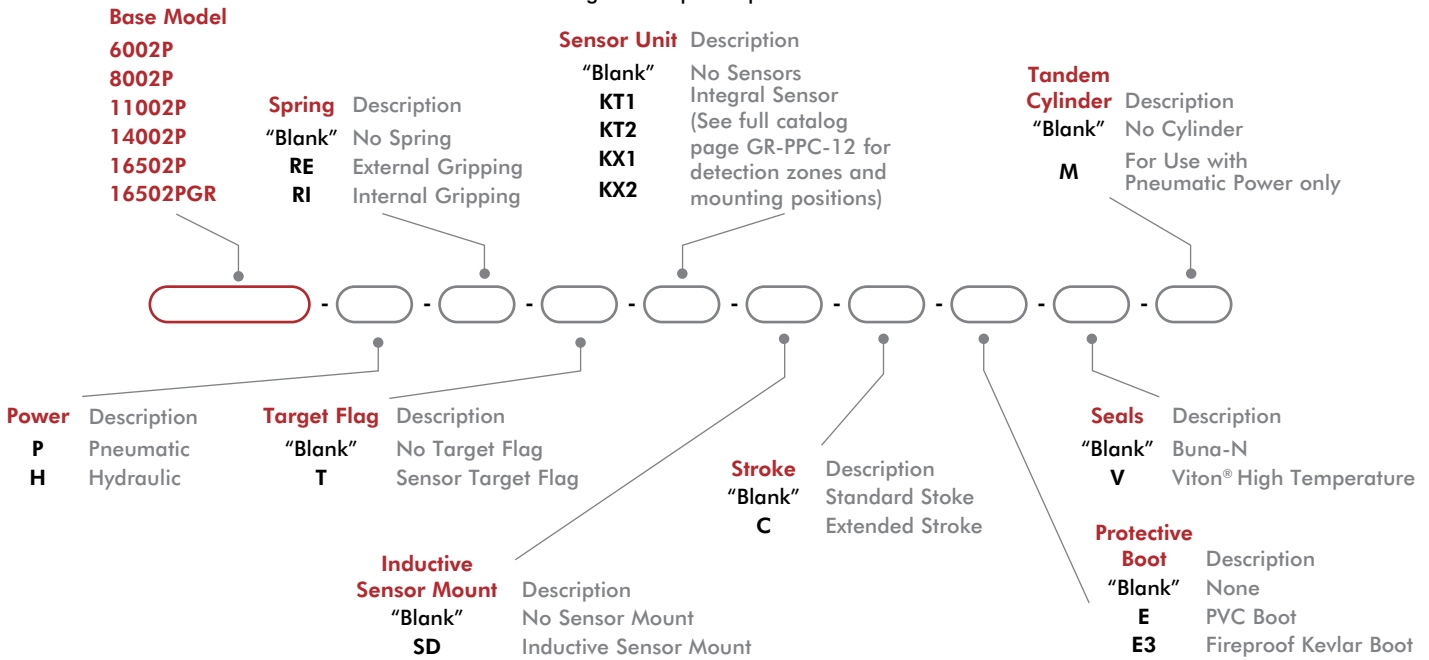 Base Model
6002P
8002P
11002P
14002P
16502P
16502PGR
Spring Description
“Blank” No Spring
RE External Gripping
RI Internal Gripping
Sensor Unit Description
“Blank” No Sensors
KT1 Integral Sensor
KT2 (See full catalog
page GR-PPC-12 for
KX1 detection zones and
KX2 mounting positions)
Tandem
Cylinder Description
“Blank” No Cylinder
M For Use with
Pneumatic Power only
- - - - - - - - -
Power Description
P Pneumatic
H Hydraulic
Target Flag Description
“Blank” No Target Flag
T Sensor Target Flag
Inductive
Sensor Mount Description
“Blank” No Sensor Mount
SD Inductive Sensor Mount
Stroke Description
“Blank” Standard Stoke
C Extended Stroke
Protective
Boot Description
“Blank” None
E PVC Boot
E3 Fireproof Kevlar Boot
Seals Description
“Blank” Buna-N
V Viton® High Temperature